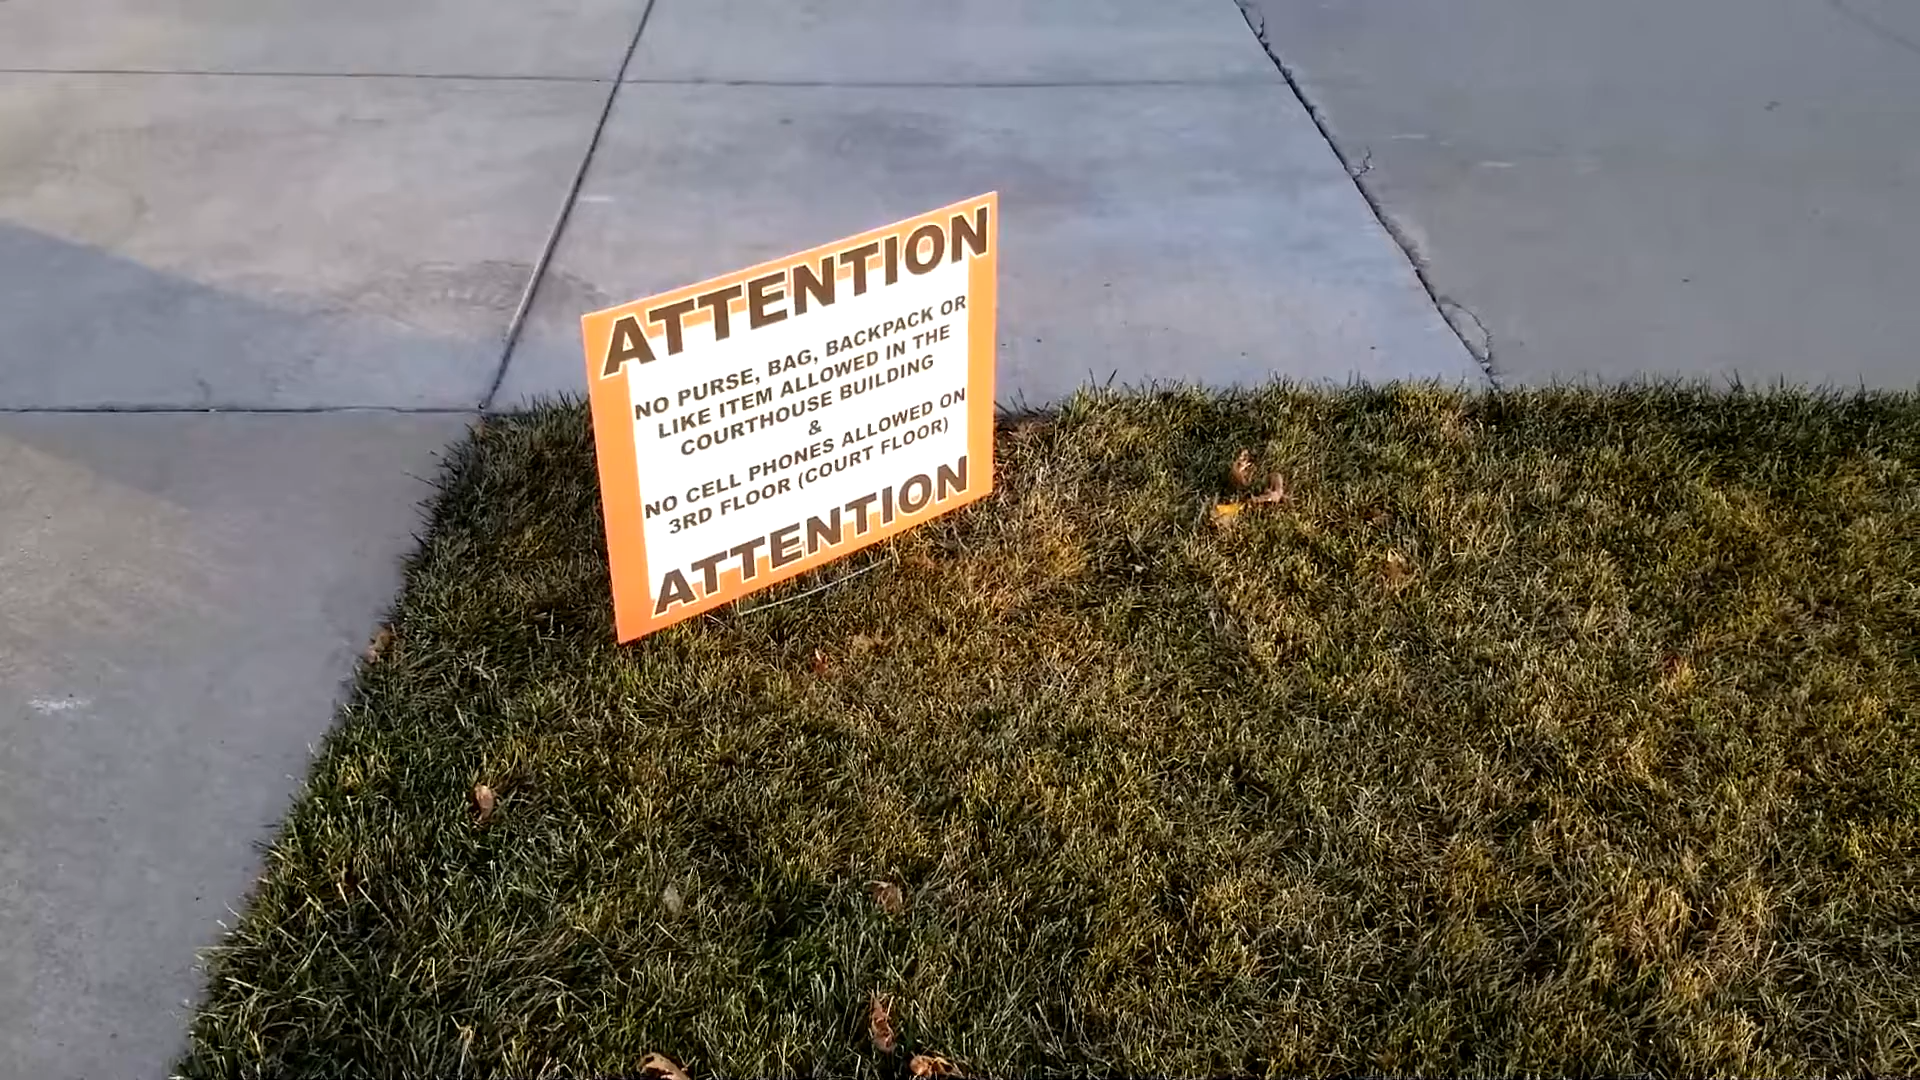 ATTENTION
NO PURSE, BAG, BACKPACK OR
LIKE ITEM ALLOWED IN THE
COURTHOUSE BUILDING
&
NO CELL PHONES ALLOWED ON
3RD FLOOR (COURT FLOOR)
ATTENTION